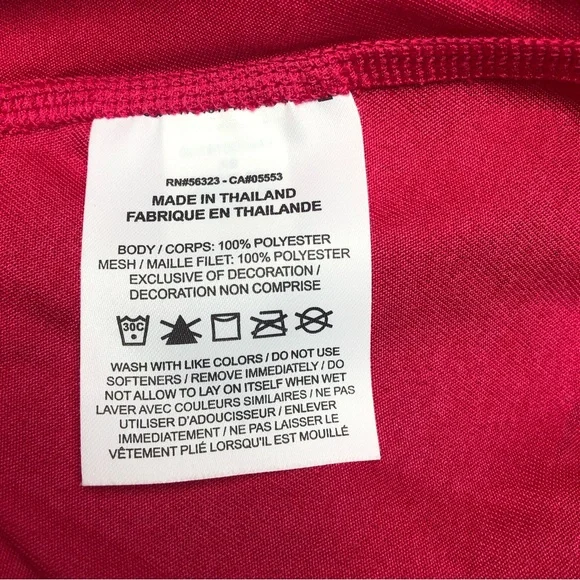 RN#56323 - CA#05553
MADE IN THAILAND
FABRIQUE EN THAILANDE
BODY / CORPS: 100% POLYESTER
MESH / MAILLE FILET: 100% POLYESTER
EXCLUSIVE OF DECORATION /
DECORATION NON COMPRISE
30C
WASH WITH LIKE COLORS / DO NOT USE
SOFTENERS / REMOVE IMMEDIATELY / DO
NOT ALLOW TO LAY ON ITSELF WHEN WET
LAVER AVEC COULEURS SIMILAIRES / NE PAS
UTILISER D'ADOUCISSEUR / ENLEVER
IMMEDIATEMENT / NE PAS LAISSER LE
VÊTEMENT PLIÉ LORSQU'IL EST MOUILLÉ